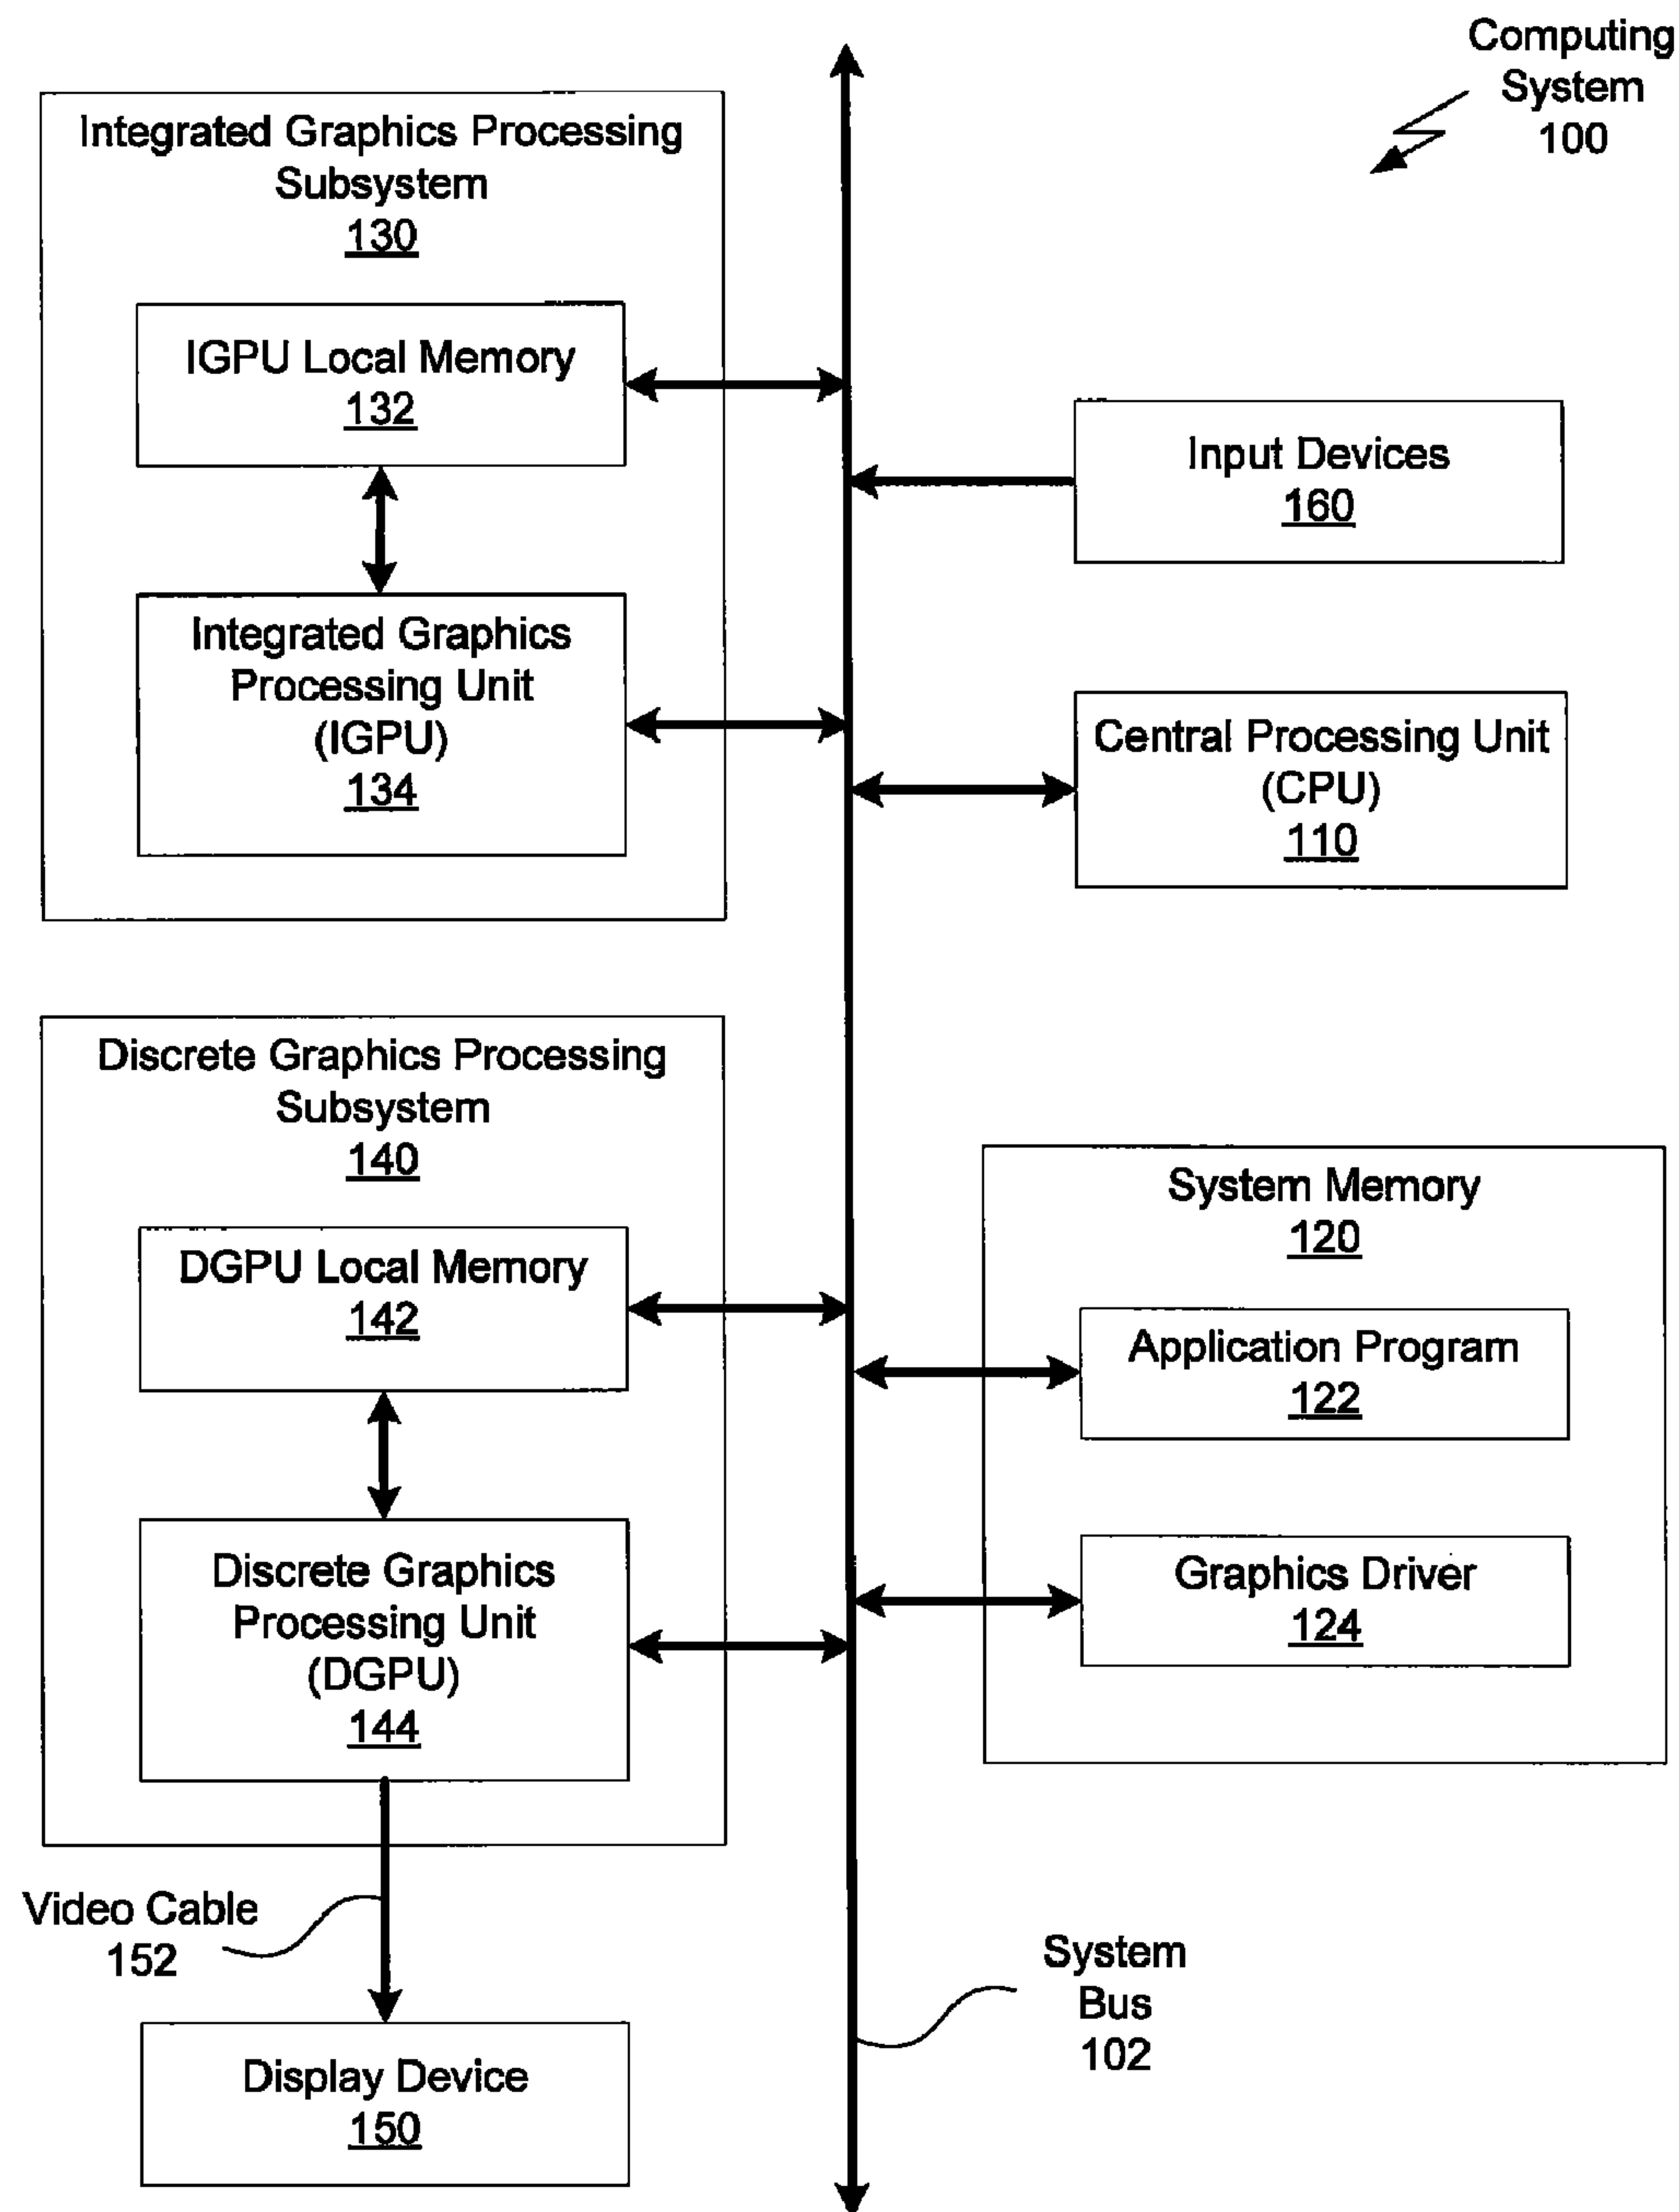 Computing
System
100
Integrated Graphics Processing
Subsystem
130
IGPU Local Memory
132
Integrated Graphics
Processing Unit
(IGPU)
134
Input Devices
160
Central Processing Unit
(CPU)
110
Discrete Graphics Processing
Subsystem
140
DGPU Local Memory
142
Discrete Graphics
Processing Unit
(DGPU)
144
System Memory
120
Application Program
122
Graphics Driver
124
Video Cable
152
System
Bus
102
Display Device
150